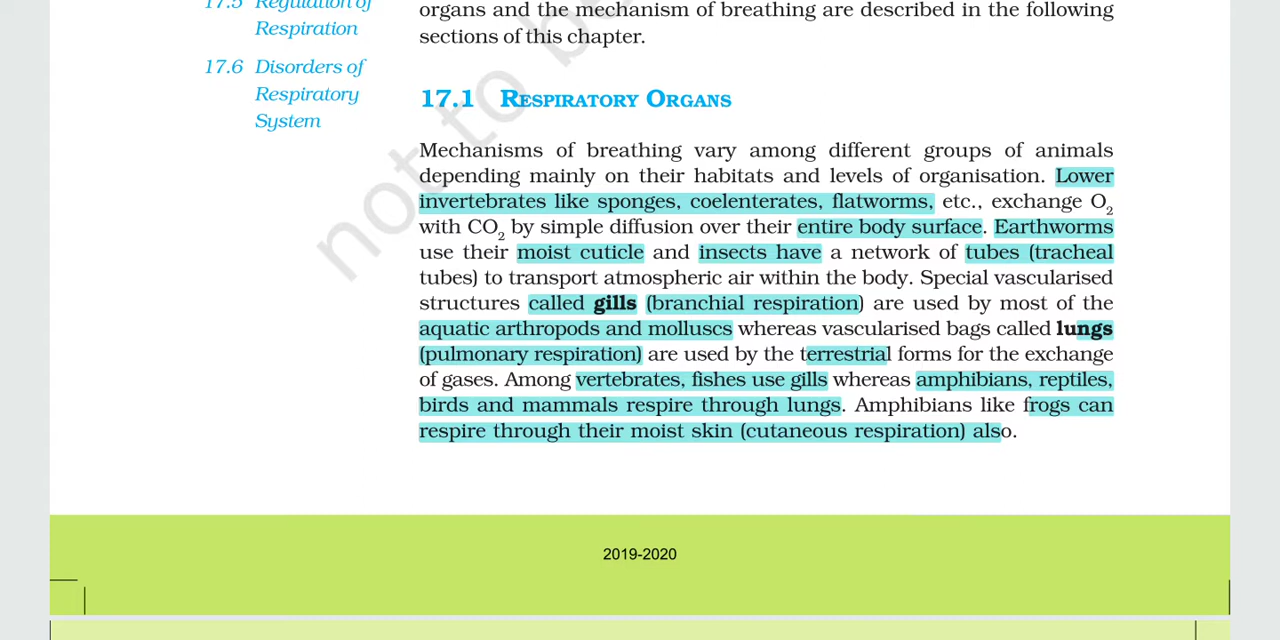 17.5 Regulation of
Respiration
17.6 Disorders of
Respiratory
System
organs and the mechanism of breathing are described in the following
sections of this chapter.
17.1 RESPIRATORY ORGANS
Mechanisms of breathing vary among different groups of animals
depending mainly on their habitats and levels of organisation. Lower
invertebrates like sponges, coelenterates, flatworms, etc., exchange O2
with CO2 by simple diffusion over their entire body surface. Earthworms
use their moist cuticle and insects have a network of tubes (tracheal
tubes) to transport atmospheric air within the body. Special vascularised
structures called gills (branchial respiration) are used by most of the
aquatic arthropods and molluscs whereas vascularised bags called lungs
(pulmonary respiration) are used by the terrestrial forms for the exchange
of gases. Among vertebrates, fishes use gills whereas amphibians, reptiles,
birds and mammals respire through lungs. Amphibians like frogs can
respire through their moist skin (cutaneous respiration) also.
not to be
2019-2020